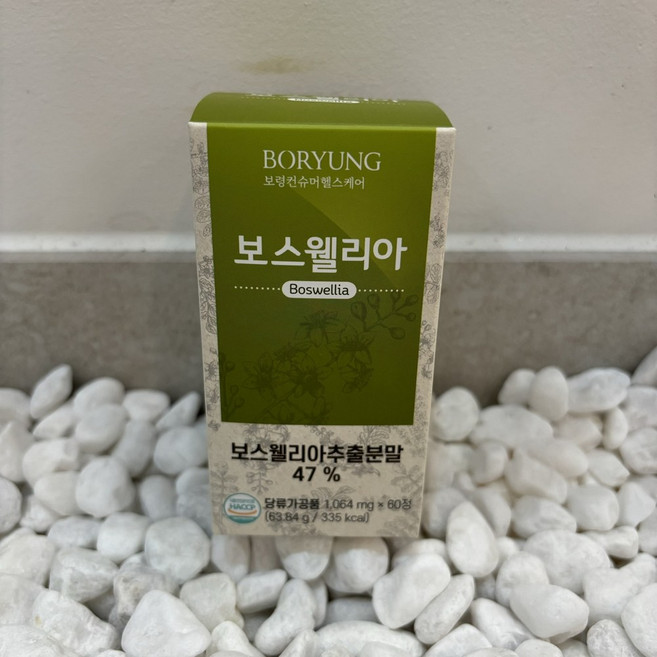 BORYUNG
보령컨슈머헬스케어
보스웰리아
Boswellia
보스웰리아추출분말
47 %
HACCP
당류가공품 1,064 mg × 60정
(63.84 g / 335 kcal)